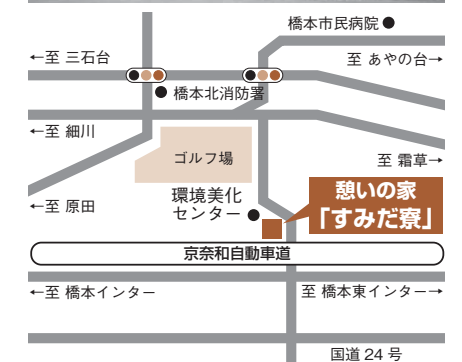 橋本市民病院
←至 三石台
至 あやの台→
橋本北消防署
←至 細川
ゴルフ場
至 霜草→
環境美化
センター
憩いの家
「すみだ寮」
←至 原田
京奈和自動車道
←至 橋本インター
至 橋本東インター→
国道 24 号